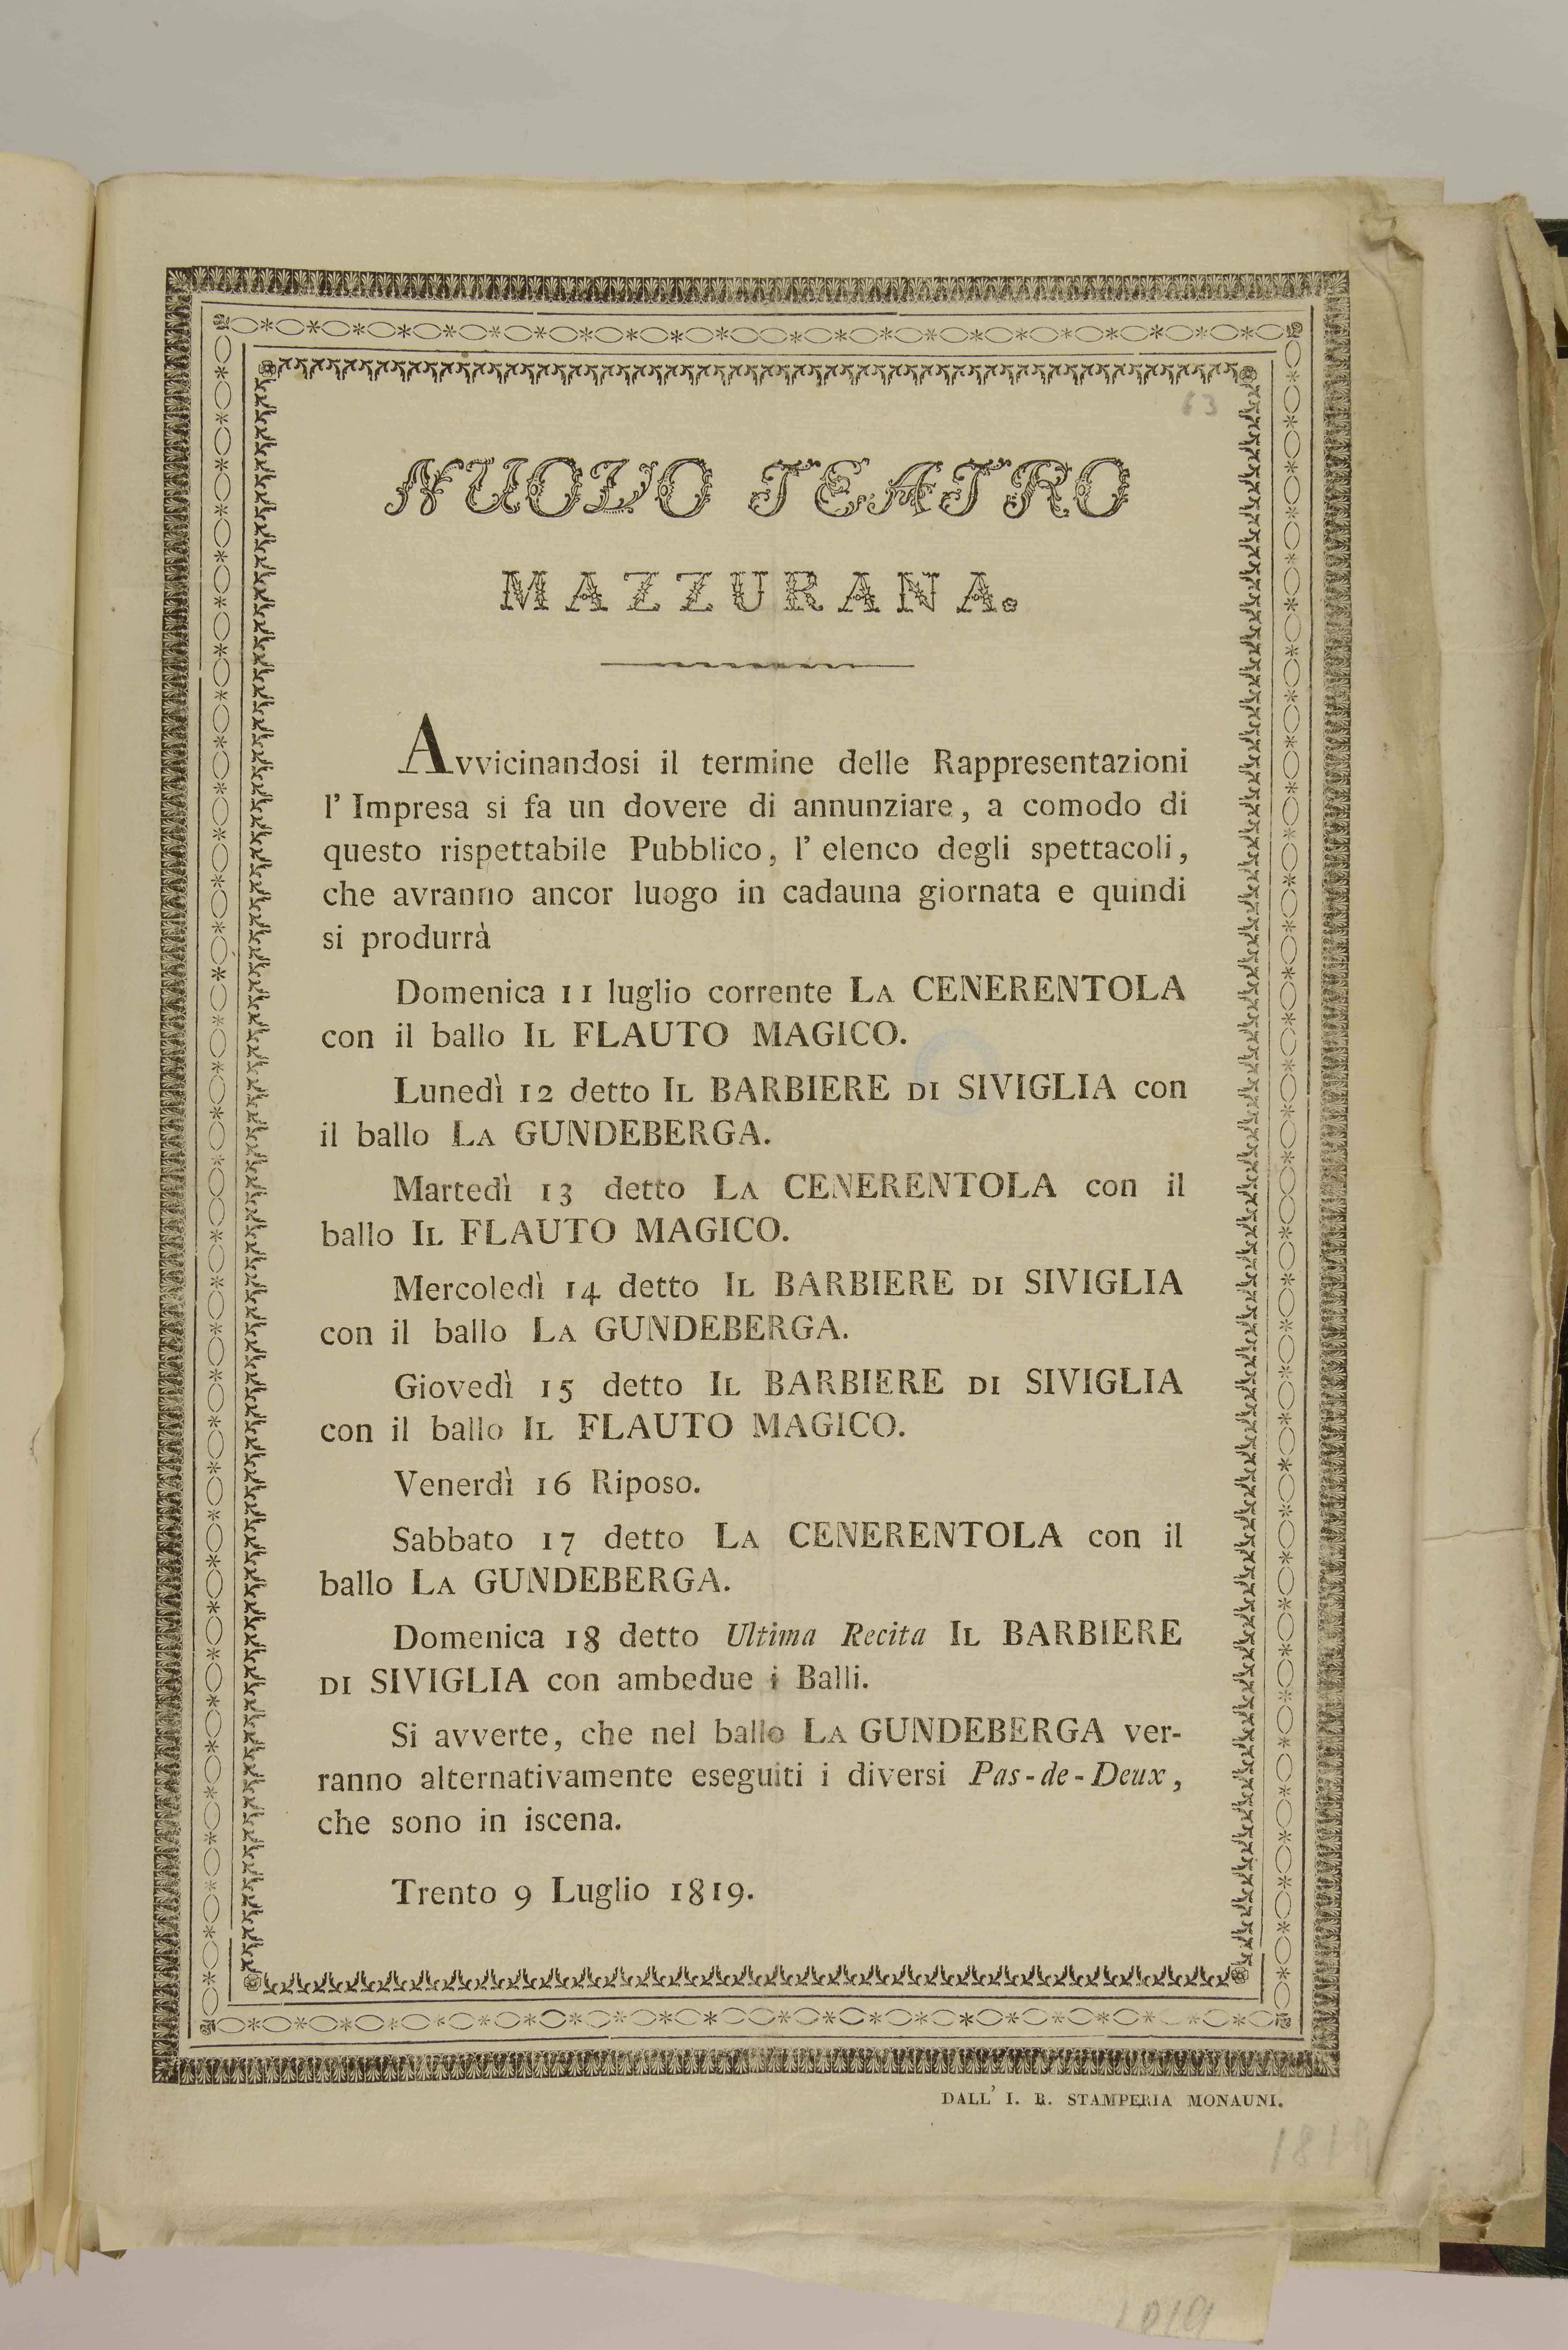 63
NUOVO TEATRO
MAZZURANA.
Avvicinandosi il termine delle Rappresentazioni
l' Impresa si fa un dovere di annunziare, a comodo di
questo rispettabile Pubblico, l' elenco degli spettacoli,
che avranno ancor luogo in cadauna giornata e quindi
si produrrà
Domenica 11 luglio corrente LA CENERENTOLA
con il ballo IL FLAUTO MAGICO.
Lunedì 12 detto IL BARBIERE DI SIVIGLIA con
il ballo LA GUNDEBERGA.
Martedì 13 detto LA CENERENTOLA con il
ballo IL FLAUTO MAGICO.
Mercoledì 14 detto IL BARBIERE DI SIVIGLIA
con il ballo LA GUNDEBERGA.
Giovedì 15 detto IL BARBIERE DI SIVIGLIA
con il ballo IL FLAUTO MAGICO.
Venerdì 16 Riposo.
Sabbato 17 detto LA CENERENTOLA con il
ballo LA GUNDEBERGA.
Domenica 18 detto Ultima Recita IL BARBIERE
DI SIVIGLIA con ambedue i Balli.
Si avverte, che nel ballo LA GUNDEBERGA ver-
ranno alternativamente eseguiti i diversi Pas-de-Deux,
che sono in iscena.
Trento 9 Luglio 1819.
DALL' I. R. STAMPERIA MONAUNI.
1819